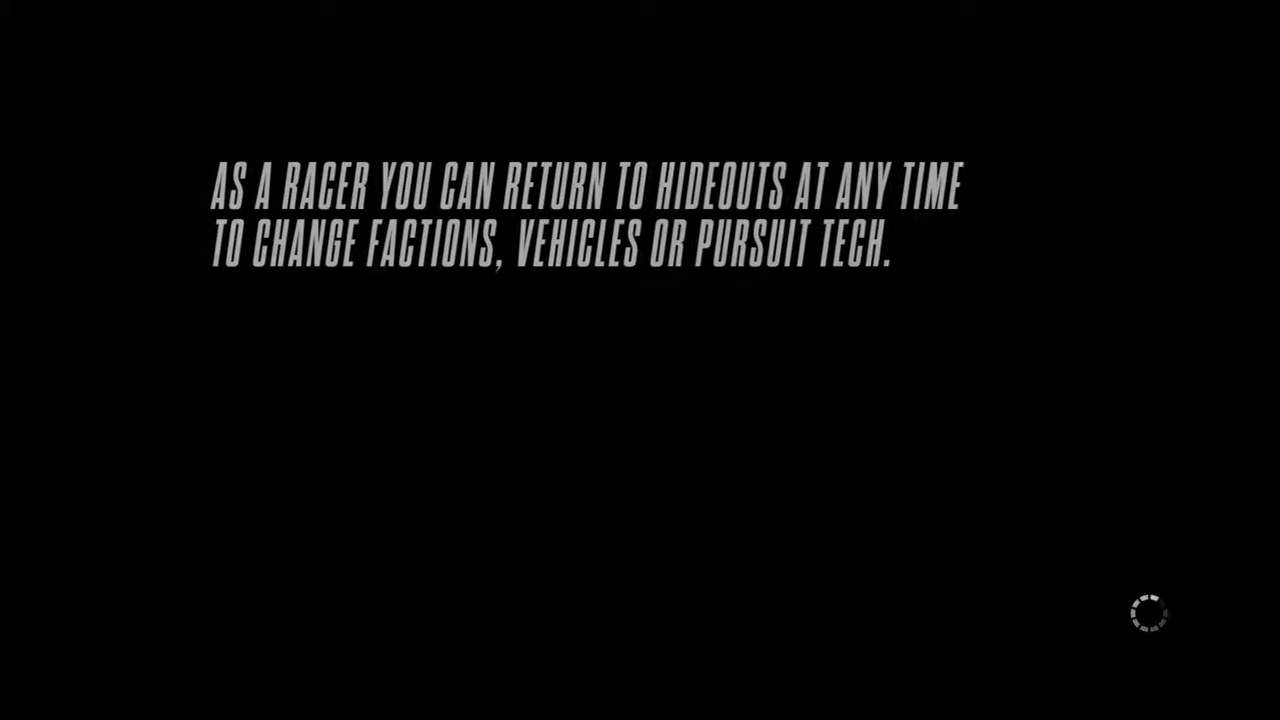 AS A RACER YOU CAN RETURN TO HIDEOUTS AT ANY TIME
TO CHANGE FACTIONS, VEHICLES OR PURSUIT TECH.